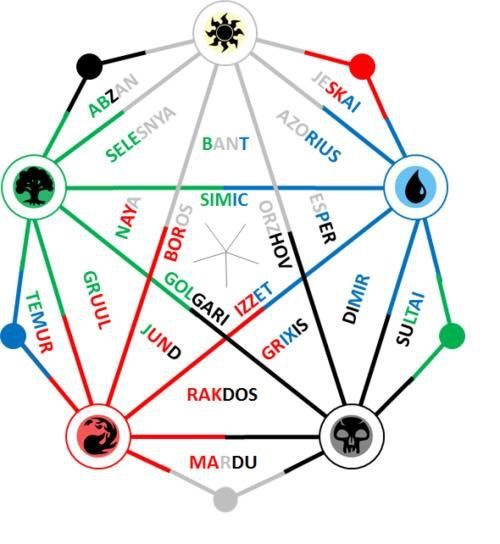 ABZAN
JESKAI
SELESNYA
BANT
AZORIUS
SIMIC
NAYA
BOROS
ORZHOV
ESPER
TEMUR
GRUUL
GOLGARI
IZZET
DIMIR
SULTAI
JUND
GRIXIS
RAKDOS
MARDU